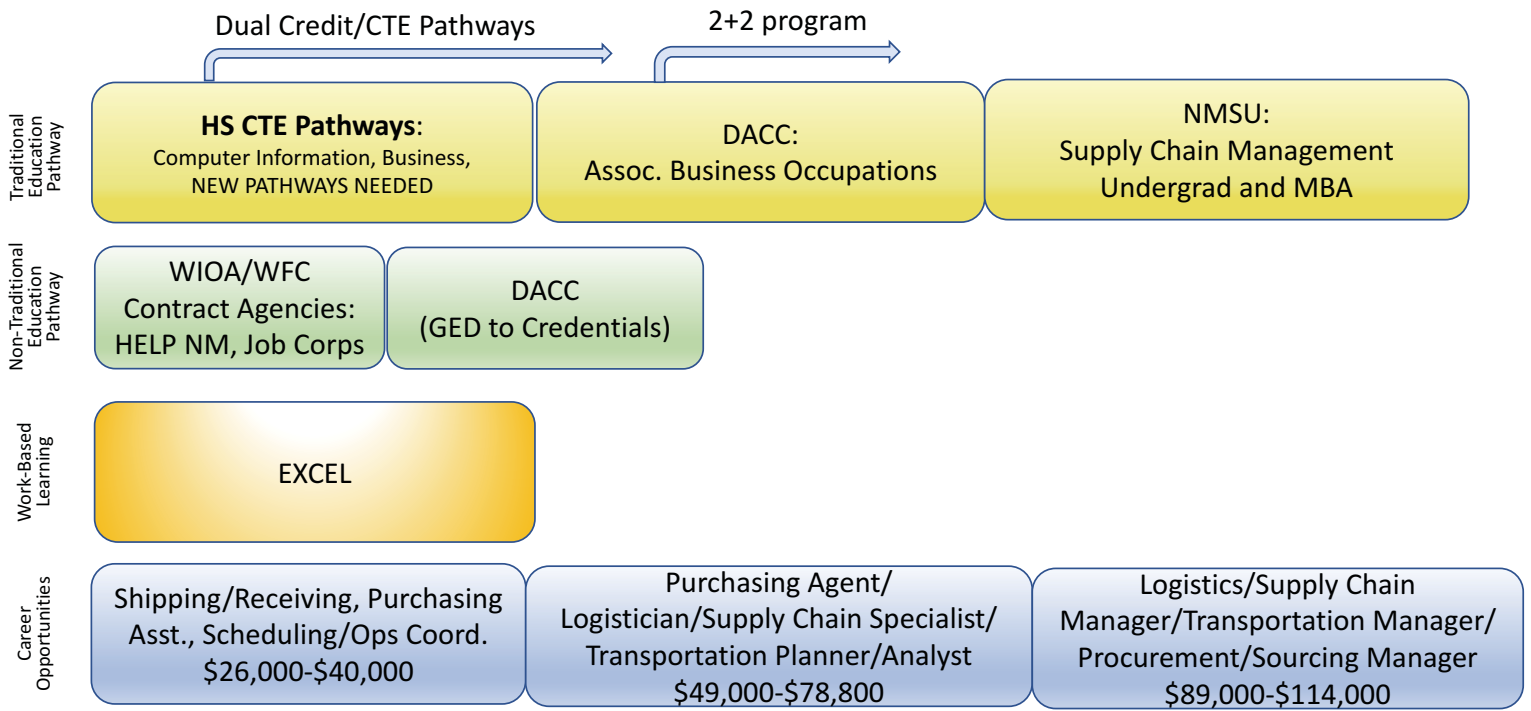 Dual Credit/CTE Pathways
2+2 program
Traditional
Education
Pathway
HS CTE Pathways:
Computer Information, Business,
NEW PATHWAYS NEEDED
DACC:
Assoc. Business Occupations
NMSU:
Supply Chain Management
Undergrad and MBA
Non-Traditional
Education
Pathway
WIOA/WFC
Contract Agencies:
HELP NM, Job Corps
DACC
(GED to Credentials)
Work-Based
Learning
EXCEL
Career
Opportunities
Shipping/Receiving, Purchasing
Asst., Scheduling/Ops Coord.
$26,000-$40,000
Purchasing Agent/
Logistician/Supply Chain Specialist/
Transportation Planner/Analyst
$49,000-$78,800
Logistics/Supply Chain
Manager/Transportation Manager/
Procurement/Sourcing Manager
$89,000-$114,000